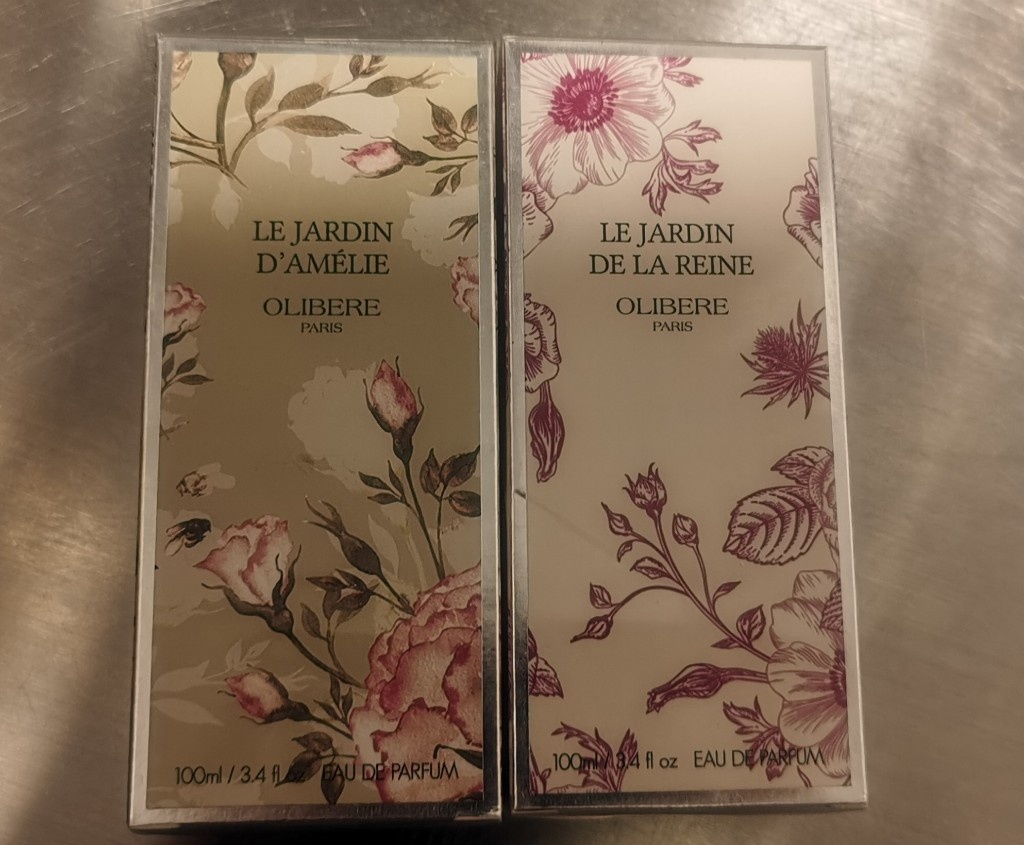 LE JARDIN
D'AMÉLIE
OLIBERE
PARIS
100ml / 3.4 fl oz EAU DE PARFUM
LE JARDIN
DE LA REINE
OLIBERE
PARIS
100ml / 3.4 fl oz EAU DE PARFUM